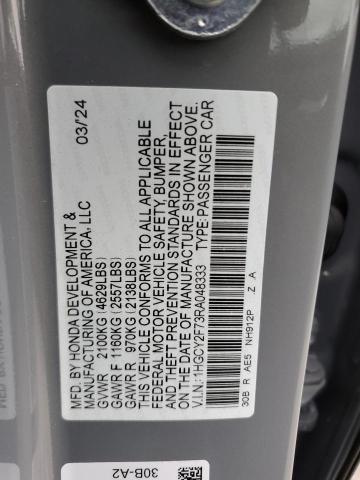 MFD. BY HONDA DEVELOPMENT &
MANUFACTURING OF AMERICA, LLC
03/24
GVWR 2100KG (4629LBS)
GAWR F 1160KG (2557LBS)
GAWR R 970KG (2138LBS)
THIS VEHICLE CONFORMS TO ALL APPLICABLE
FEDERAL MOTOR VEHICLE SAFETY, BUMPER,
AND THEFT PREVENTION STANDARDS IN EFFECT
ON THE DATE OF MANUFACTURE SHOWN ABOVE.
V.I.N.: 1HGCY2F73RA048333 TYPE: PASSENGER CAR
30B R AE5 NH912P .Z A
30B-A2